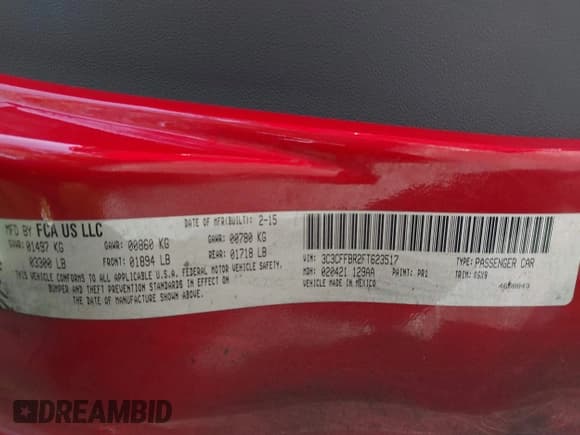 MFD BY FCA US LLC DATE OF MFR(BUILT): 2-15
GVWR: 01497 KG GAWR: 00860 KG GAWR: 00780 KG
03300 LB FRONT: 01894 LB REAR: 01718 LB
THIS VEHICLE CONFORMS TO ALL APPLICABLE U.S.A. FEDERAL MOTOR VEHICLE SAFETY,
BUMPER AND THEFT PREVENTION STANDARDS IN EFFECT ON
THE DATE OF MANUFACTURE SHOWN ABOVE.
VIN: 3C3CFFBR2FT623517 TYPE: PASSENGER CAR
MDH: 020421 129AA PAINT: PR1 TRIM: EGX9
MADE IN MEXICO
DREAMBID